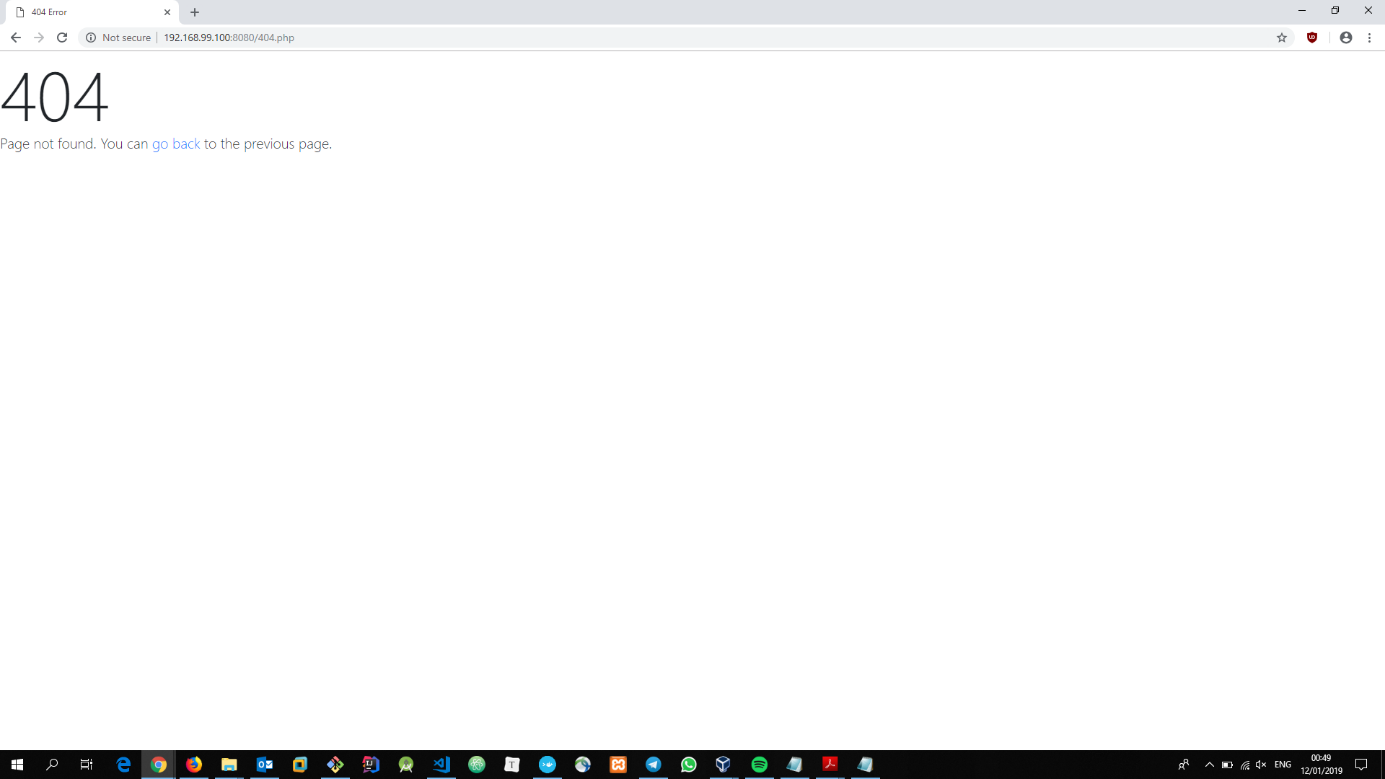 404 Error
Not secure | 192.168.99.100:8080/404.php
404
Page not found. You can go back to the previous page.
ENG
00:49
12/01/2019